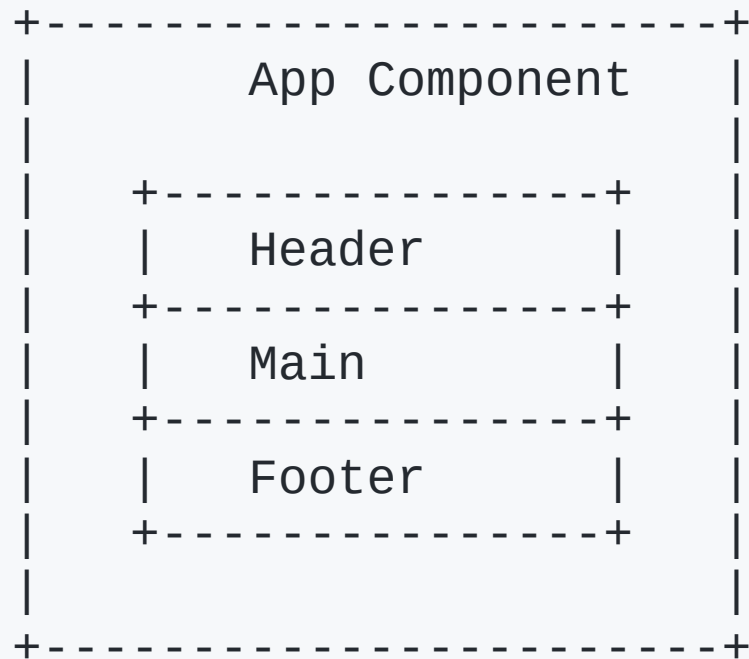 +-----------------------+
|       App Component   |
|                       |
|   +---------------+   |
|   |   Header      |   |
|   +---------------+   |
|   |   Main        |   |
|   +---------------+   |
|   |   Footer      |   |
|   +---------------+   |
|                       |
+-----------------------+